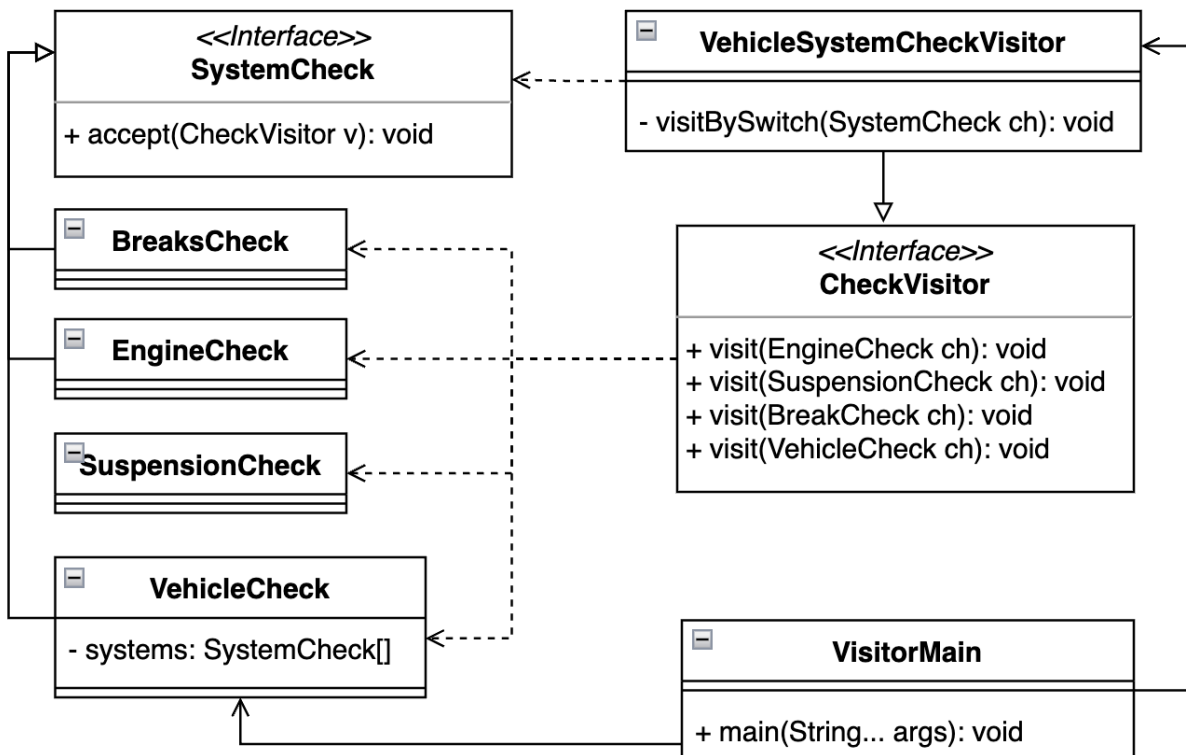 <<Interface>>
SystemCheck
+ accept(CheckVisitor v): void
VehicleSystemCheckVisitor
- visitBySwitch(SystemCheck ch): void
BreaksCheck
EngineCheck
SuspensionCheck
VehicleCheck
- systems: SystemCheck[]
<<Interface>>
CheckVisitor
+ visit(EngineCheck ch): void
+ visit(SuspensionCheck ch): void
+ visit(BreakCheck ch): void
+ visit(VehicleCheck ch): void
VisitorMain
+ main(String... args): void